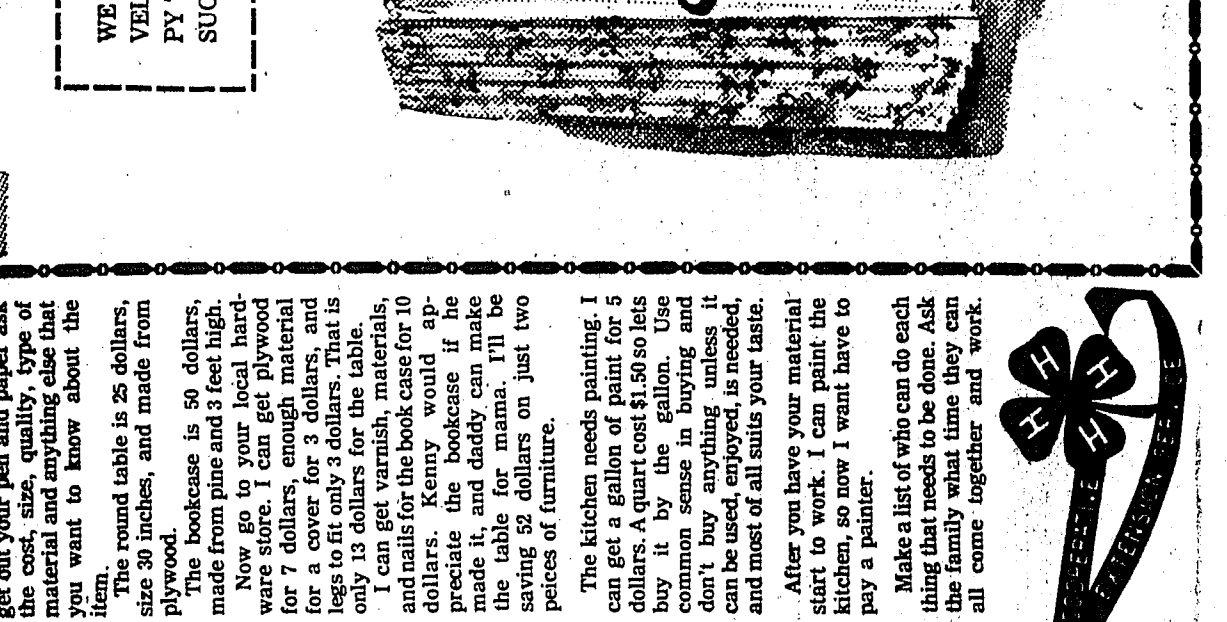 get out your pen and paper ask
the cost, size, quality, type of
material and anything else that
you want to know about the
item.
The round table is 25 dollars,
size 30 inches, and made from
plywood.
The bookcase is 50 dollars,
made from pine and 3 feet high.
Now go to your local hard-
ware store. I can get plywood
for 7 dollars, enough material
for a cover for 3 dollars, and
legs to fit only 3 dollars. That is
only 13 dollars for the table.
I can get varnish, materials,
and nails for the book case for 10
dollars. Kenny would ap-
preciate the bookcase if he
made it, and daddy can make
the table for mama. I'll be
saving 52 dollars on just two
peices of furniture.
The kitchen needs painting. I
can get a gallon of paint for 5
dollars. A quart cost $1.50 so lets
buy it by the gallon. Use
common sense in buying and
don't buy anything unless it
can be used, enjoyed, is needed,
and most of all suits your taste.
After you have your material
start to work. I can paint the
kitchen, so now I want have to
pay a painter.
Make a list of who can do each
thing that needs to be done. Ask
the family what time they can
all come together and work.
WE
VEL
PY
SUC
H H
H H
EXTENSION